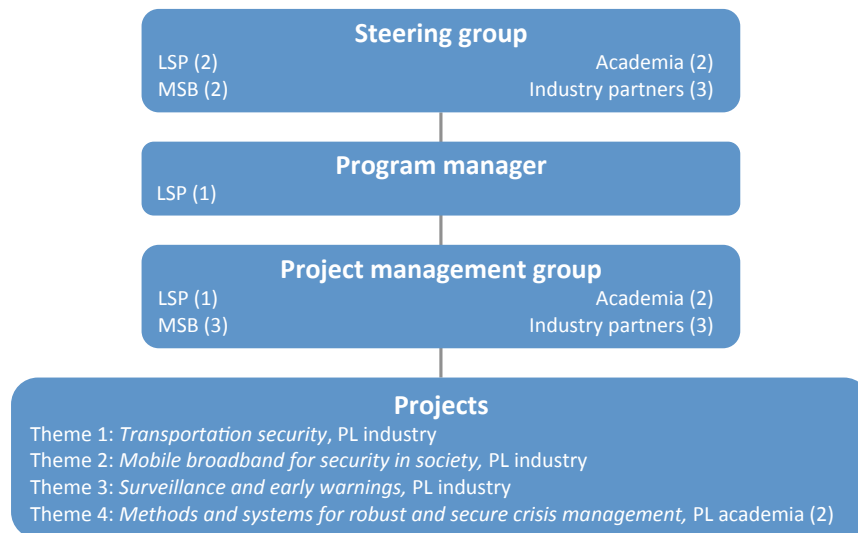 Steering group
LSP (2) Academia (2)
MSB (2) Industry partners (3)
Program manager
LSP (1)
Project management group
LSP (1) Academia (2)
MSB (3) Industry partners (3)
Projects
Theme 1: Transportation security, PL industry
Theme 2: Mobile broadband for security in society, PL industry
Theme 3: Surveillance and early warnings, PL industry
Theme 4: Methods and systems for robust and secure crisis management, PL academia (2)